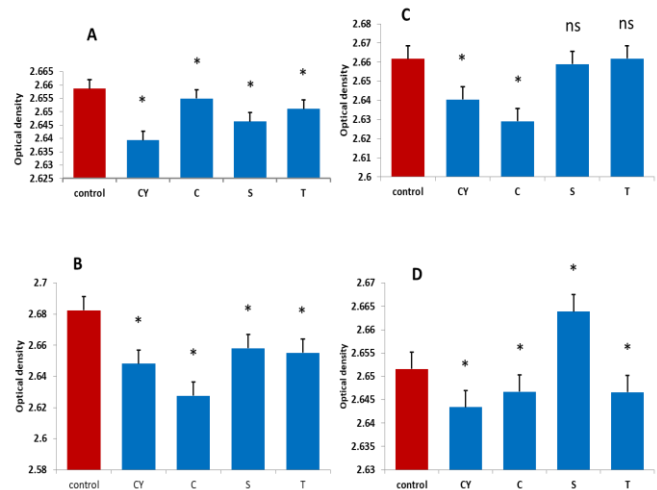 A
Optical density
2.665
2.66
2.655
2.65
2.645
2.64
2.635
2.63
2.625
* * * *
control CY C S T
C
Optical density
2.68
2.67
2.66
2.65
2.64
2.63
2.62
2.61
2.6
* * ns ns
control CY C S T
B
Optical density
2.7
2.68
2.66
2.64
2.62
2.6
2.58
* * * *
control CY C S T
D
Optical density
2.67
2.665
2.66
2.655
2.65
2.645
2.64
2.635
2.63
* * * *
control CY C S T